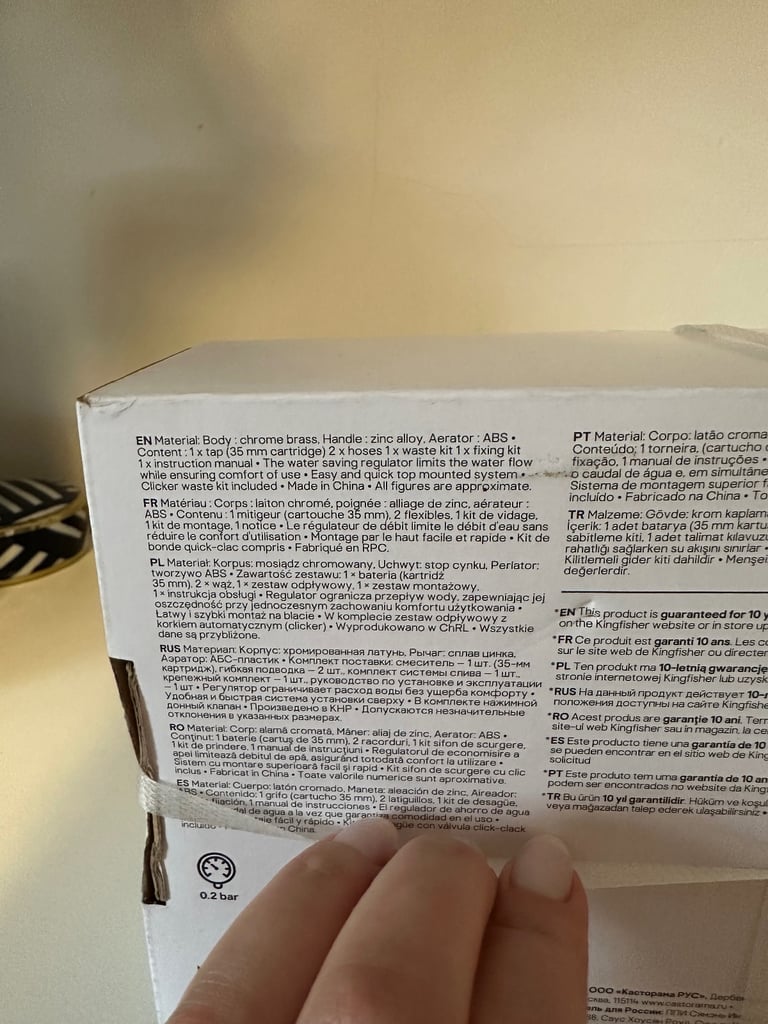 EN Material: Body : chrome brass, Handle : zinc alloy, Aerator : ABS •
Content : 1 x tap (35 mm cartridge) 2 x hoses 1 x waste kit 1 x fixing kit
1 x instruction manual • The water saving regulator limits the water flow
while ensuring comfort of use • Easy and quick top mounted system •
Clicker waste kit included • Made in China • All figures are approximate.
FR Matériau : Corps : laiton chromé, poignée : alliage de zinc, aérateur :
ABS • Contenu : 1 mitigeur (cartouche 35 mm), 2 flexibles, 1 kit de vidage,
1 kit de montage, 1 notice • Le régulateur de débit limite le débit d'eau sans
réduire le confort d'utilisation • Montage par le haut facile et rapide • Kit de
bonde quick-clac compris • Fabriqué en RPC.
PL Materiał: Korpus: mosiądz chromowany, Uchwyt: stop cynku, Perlator:
tworzywo ABS • Zawartość zestawu: 1 × bateria (kartridż
35 mm), 2 × wąż, 1 × zestaw odpływowy, 1 × zestaw montażowy,
1 × instrukcja obsługi • Regulator ogranicza przepływ wody, zapewniając jej
oszczędność przy jednoczesnym zachowaniu komfortu użytkowania •
Łatwy i szybki montaż na blacie • W komplecie zestaw odpływowy z
korkiem automatycznym (clicker) • Wyprodukowano w ChRL • Wszystkie
dane są przybliżone.
RUS Материал: Корпус: хромированная латунь, Рычаг: сплав цинка,
Аэратор: АБС-пластик • Комплект поставки: смеситель – 1 шт. (35-мм
картридж), гибкая подводка – 2 шт., комплект системы слива – 1 шт.,
крепежный комплект – 1 шт., руководство по установке и эксплуатации
– 1 шт • Регулятор ограничивает расход воды без ущерба комфорту •
Удобная и быстрая система установки сверху • В комплекте нажимной
донный клапан • Произведено в КНР • Допускаются незначительные
отклонения в указанных размерах.
RO Material: Corp: alamă cromată, Mâner: aliaj de zinc, Aerator: ABS •
Conținut: 1 baterie (cartuș de 35 mm), 2 racorduri, 1 kit sifon de scurgere,
1 kit de prindere, 1 manual de instrucțiuni • Regulatorul de economisire a
apei limitează debitul de apă, asigurând totodată confort la utilizare •
Sistem cu montare superioară facil și rapid • Kit sifon de scurgere cu clic
inclus • Fabricat în China • Toate valorile numerice sunt aproximative.
ES Material: Cuerpo: latón cromado, Maneta: aleación de zinc, Aireador:
ABS • Contenido: 1 grifo (cartucho 35 mm), 2 latiguillos, 1 kit de desagüe,
fijación, 1 manual de instrucciones • El regulador de ahorro de agua
de agua a la vez que garantiza comodidad en el uso •
fácil y rápido • con válvula click-clack
incluido China.
0.2 bar
PT Material: Corpo: latão
Conteúdo: 1 torneira, (cartucho
fixação, 1 manual de instruções •
o caudal de água e, em
Sistema de montagem superior
incluído • Fabricado na China •
TR Malzeme: Gövde: krom
İçerik: 1 adet batarya (35 mm
sabitleme kiti, 1 adet talimat
rahatlığı sağlarken su akışını sınırlar •
Kilitlemeli gider kiti dahildir •
değerlerdir.
*EN This product is guaranteed for 10
on the Kingfisher website or in store
*FR Ce produit est garanti 10 ans. Les
sur le site web de Kingfisher ou
*PL Ten produkt ma 10-letnią
stronie internetowej Kingfisher lub
*RUS На данный продукт действует
положения доступны на сайте
*RO Acest produs are garanție 10 ani.
site-ul web Kingfisher sau în magazin, la
*ES Este producto tiene una garantía de 10
se pueden encontrar en el sitio web de
solicitud
*PT Este produto tem uma garantia de 10
podem ser encontrados no website da
*TR Bu ürün 10 yıl garantilidir. Hüküm ve
veya mağazadan talep ederek ulaşabilirsiniz •
ООО «Касторама РУС»,
115114 www.castorama.ru •
для России: